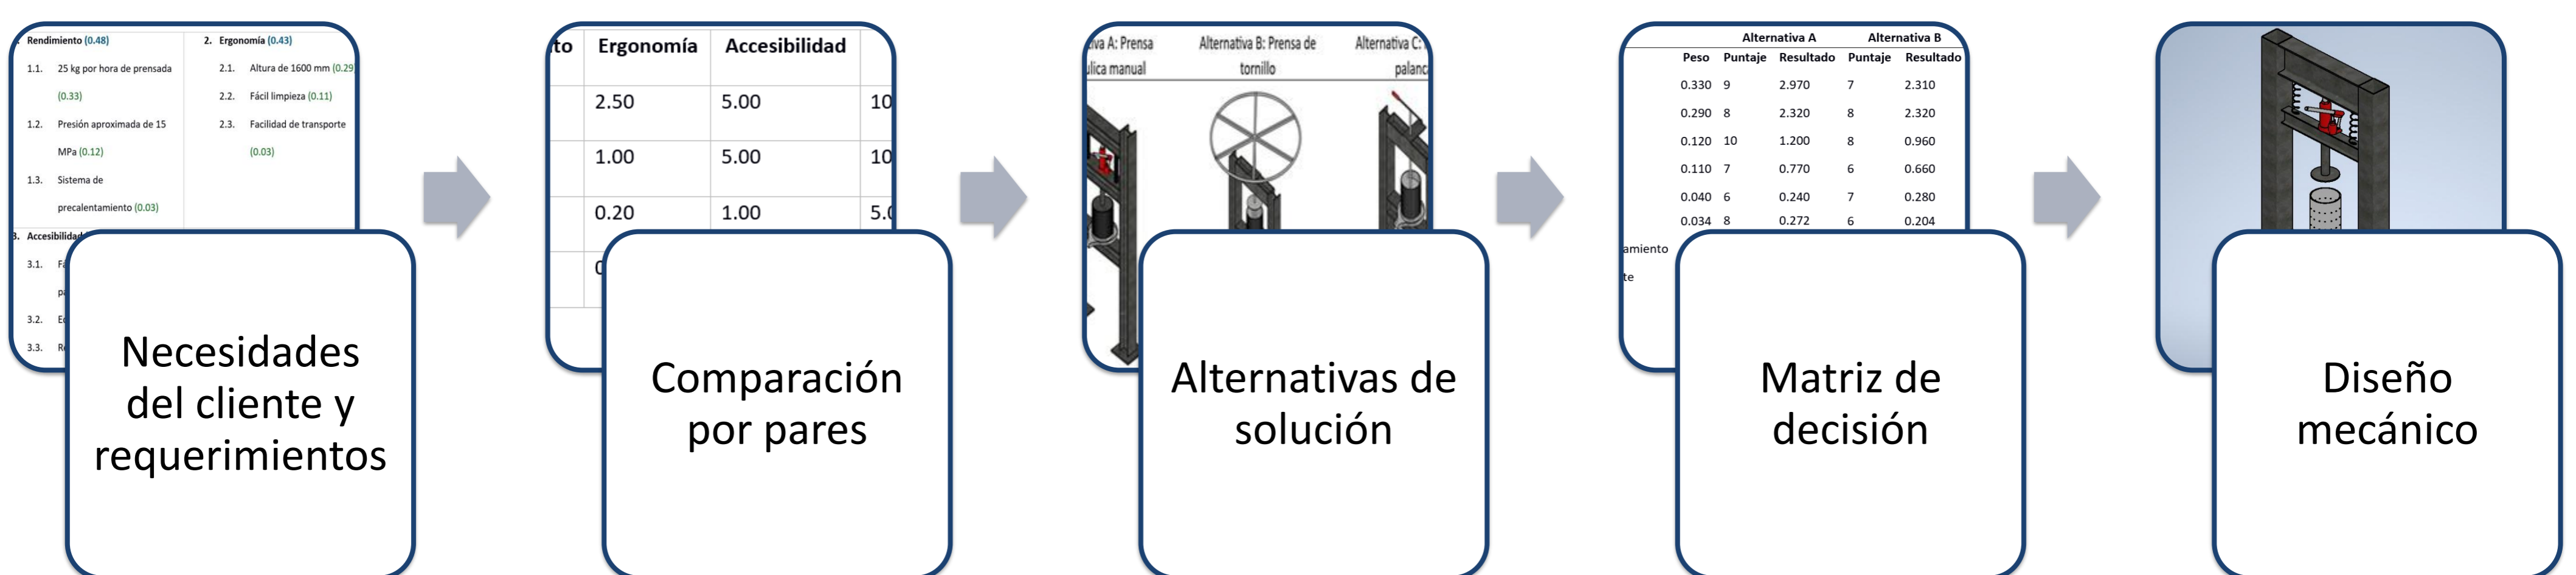 Rendimiento (0.48)
1.1. 25 kg por hora de prensada
(0.33)
1.2. Presión aproximada de 15
MPa (0.12)
1.3. Sistema de
precalentamiento (0.03)
2. Ergonomía (0.43)
2.1. Altura de 1600 mm (0.29
2.2. Fácil limpieza (0.11)
2.3. Facilidad de transporte
(0.03)
3. Accesibilidad
3.1.
3.2.
3.3.
Necesidades
del cliente y
requerimientos
Ergonomía Accesibilidad
2.50 5.00 10
1.00 5.00 10
0.20 1.00 5.0
Comparación
por pares
iva A: Prensa
ulica manual
Alternativa B: Prensa de
tornillo
Alternativa C:
palanc
Alternativas de
solución
Alternativa A Alternativa B
Peso Puntaje Resultado Puntaje Resultado
0.330 9 2.970 7 2.310
0.290 8 2.320 8 2.320
0.120 10 1.200 8 0.960
0.110 7 0.770 6 0.660
0.040 6 0.240 7 0.280
0.034 8 0.272 6 0.204
amiento
te
Matriz de
decisión
Diseño
mecánico